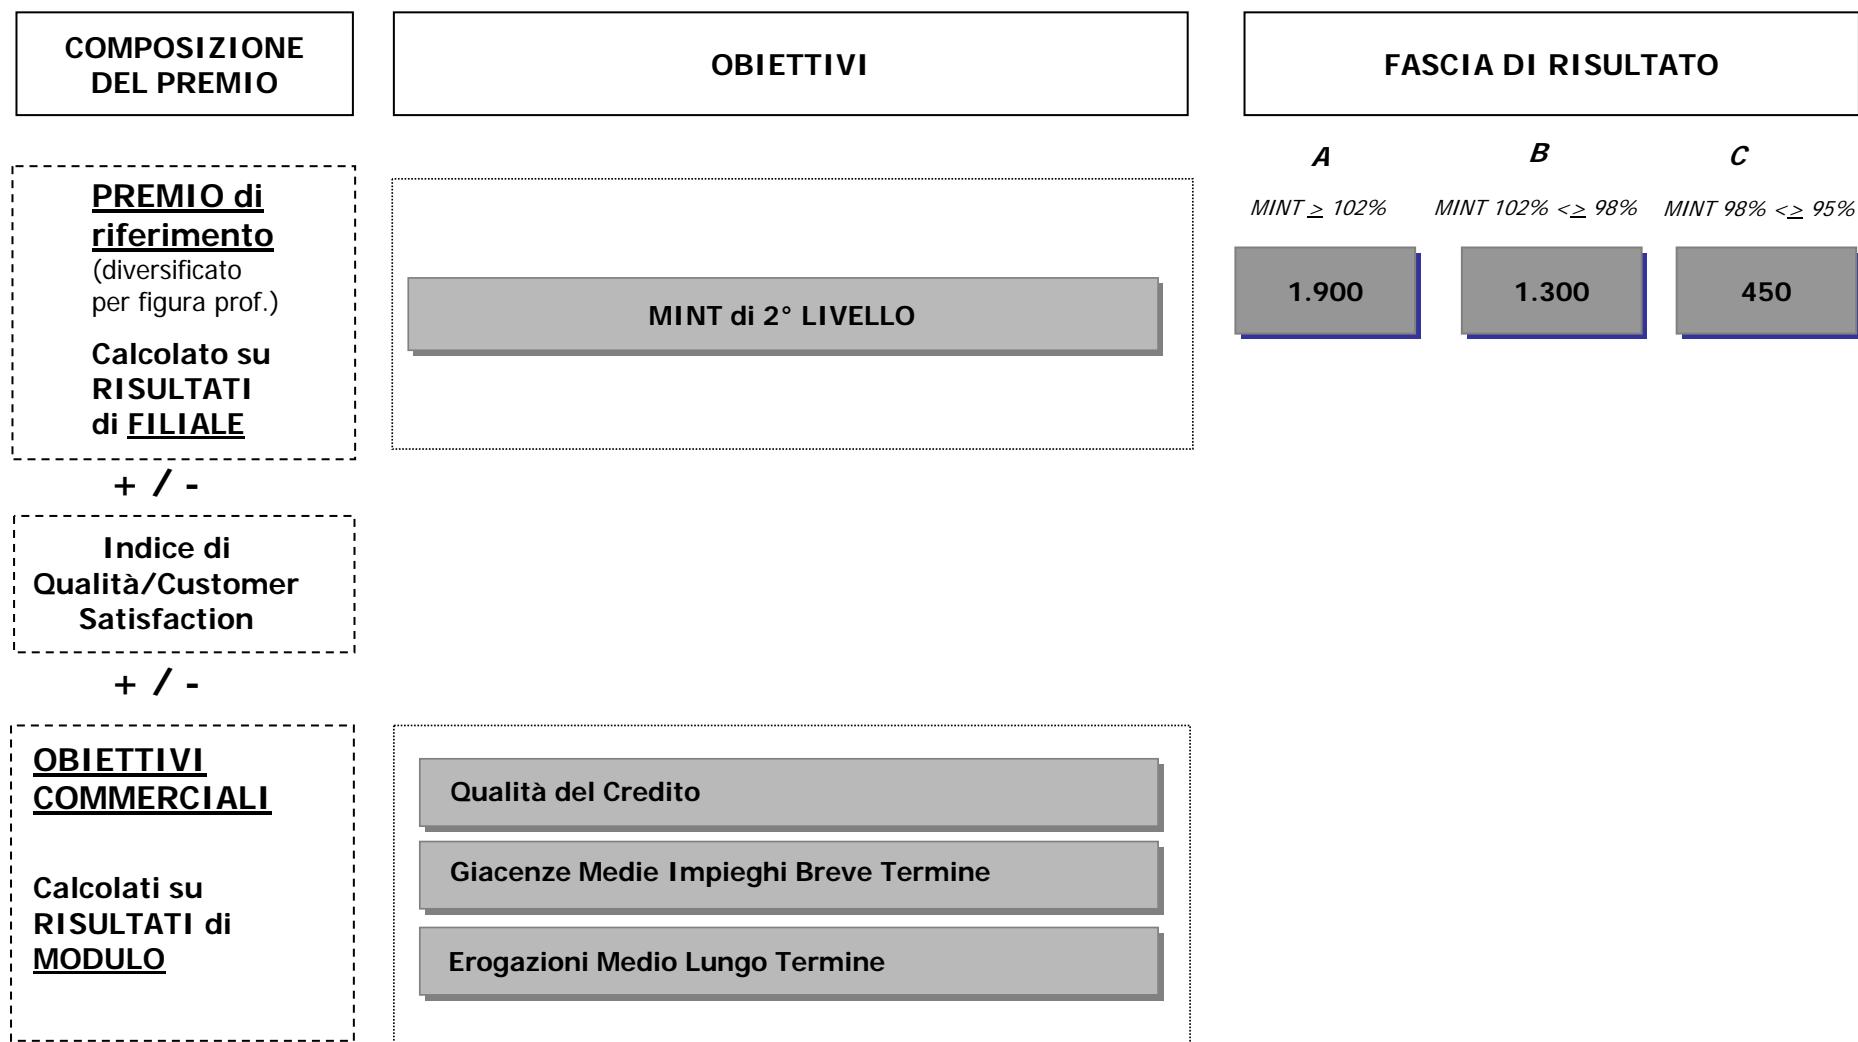 COMPOSIZIONE
DEL PREMIO
OBIETTIVI
FASCIA DI RISULTATO
A
B
C
MINT ≥ 102%
MINT 102% <≥ 98%
MINT 98% <≥ 95%
PREMIO di
riferimento
(diversificato
per figura prof.)
Calcolato su
RISULTATI
di FILIALE
MINT di 2° LIVELLO
1.900
1.300
450
+ / -
Indice di
Qualità/Customer
Satisfaction
+ / -
OBIETTIVI
COMMERCIALI
Calcolati su
RISULTATI di
MODULO
Qualità del Credito
Giacenze Medie Impieghi Breve Termine
Erogazioni Medio Lungo Termine